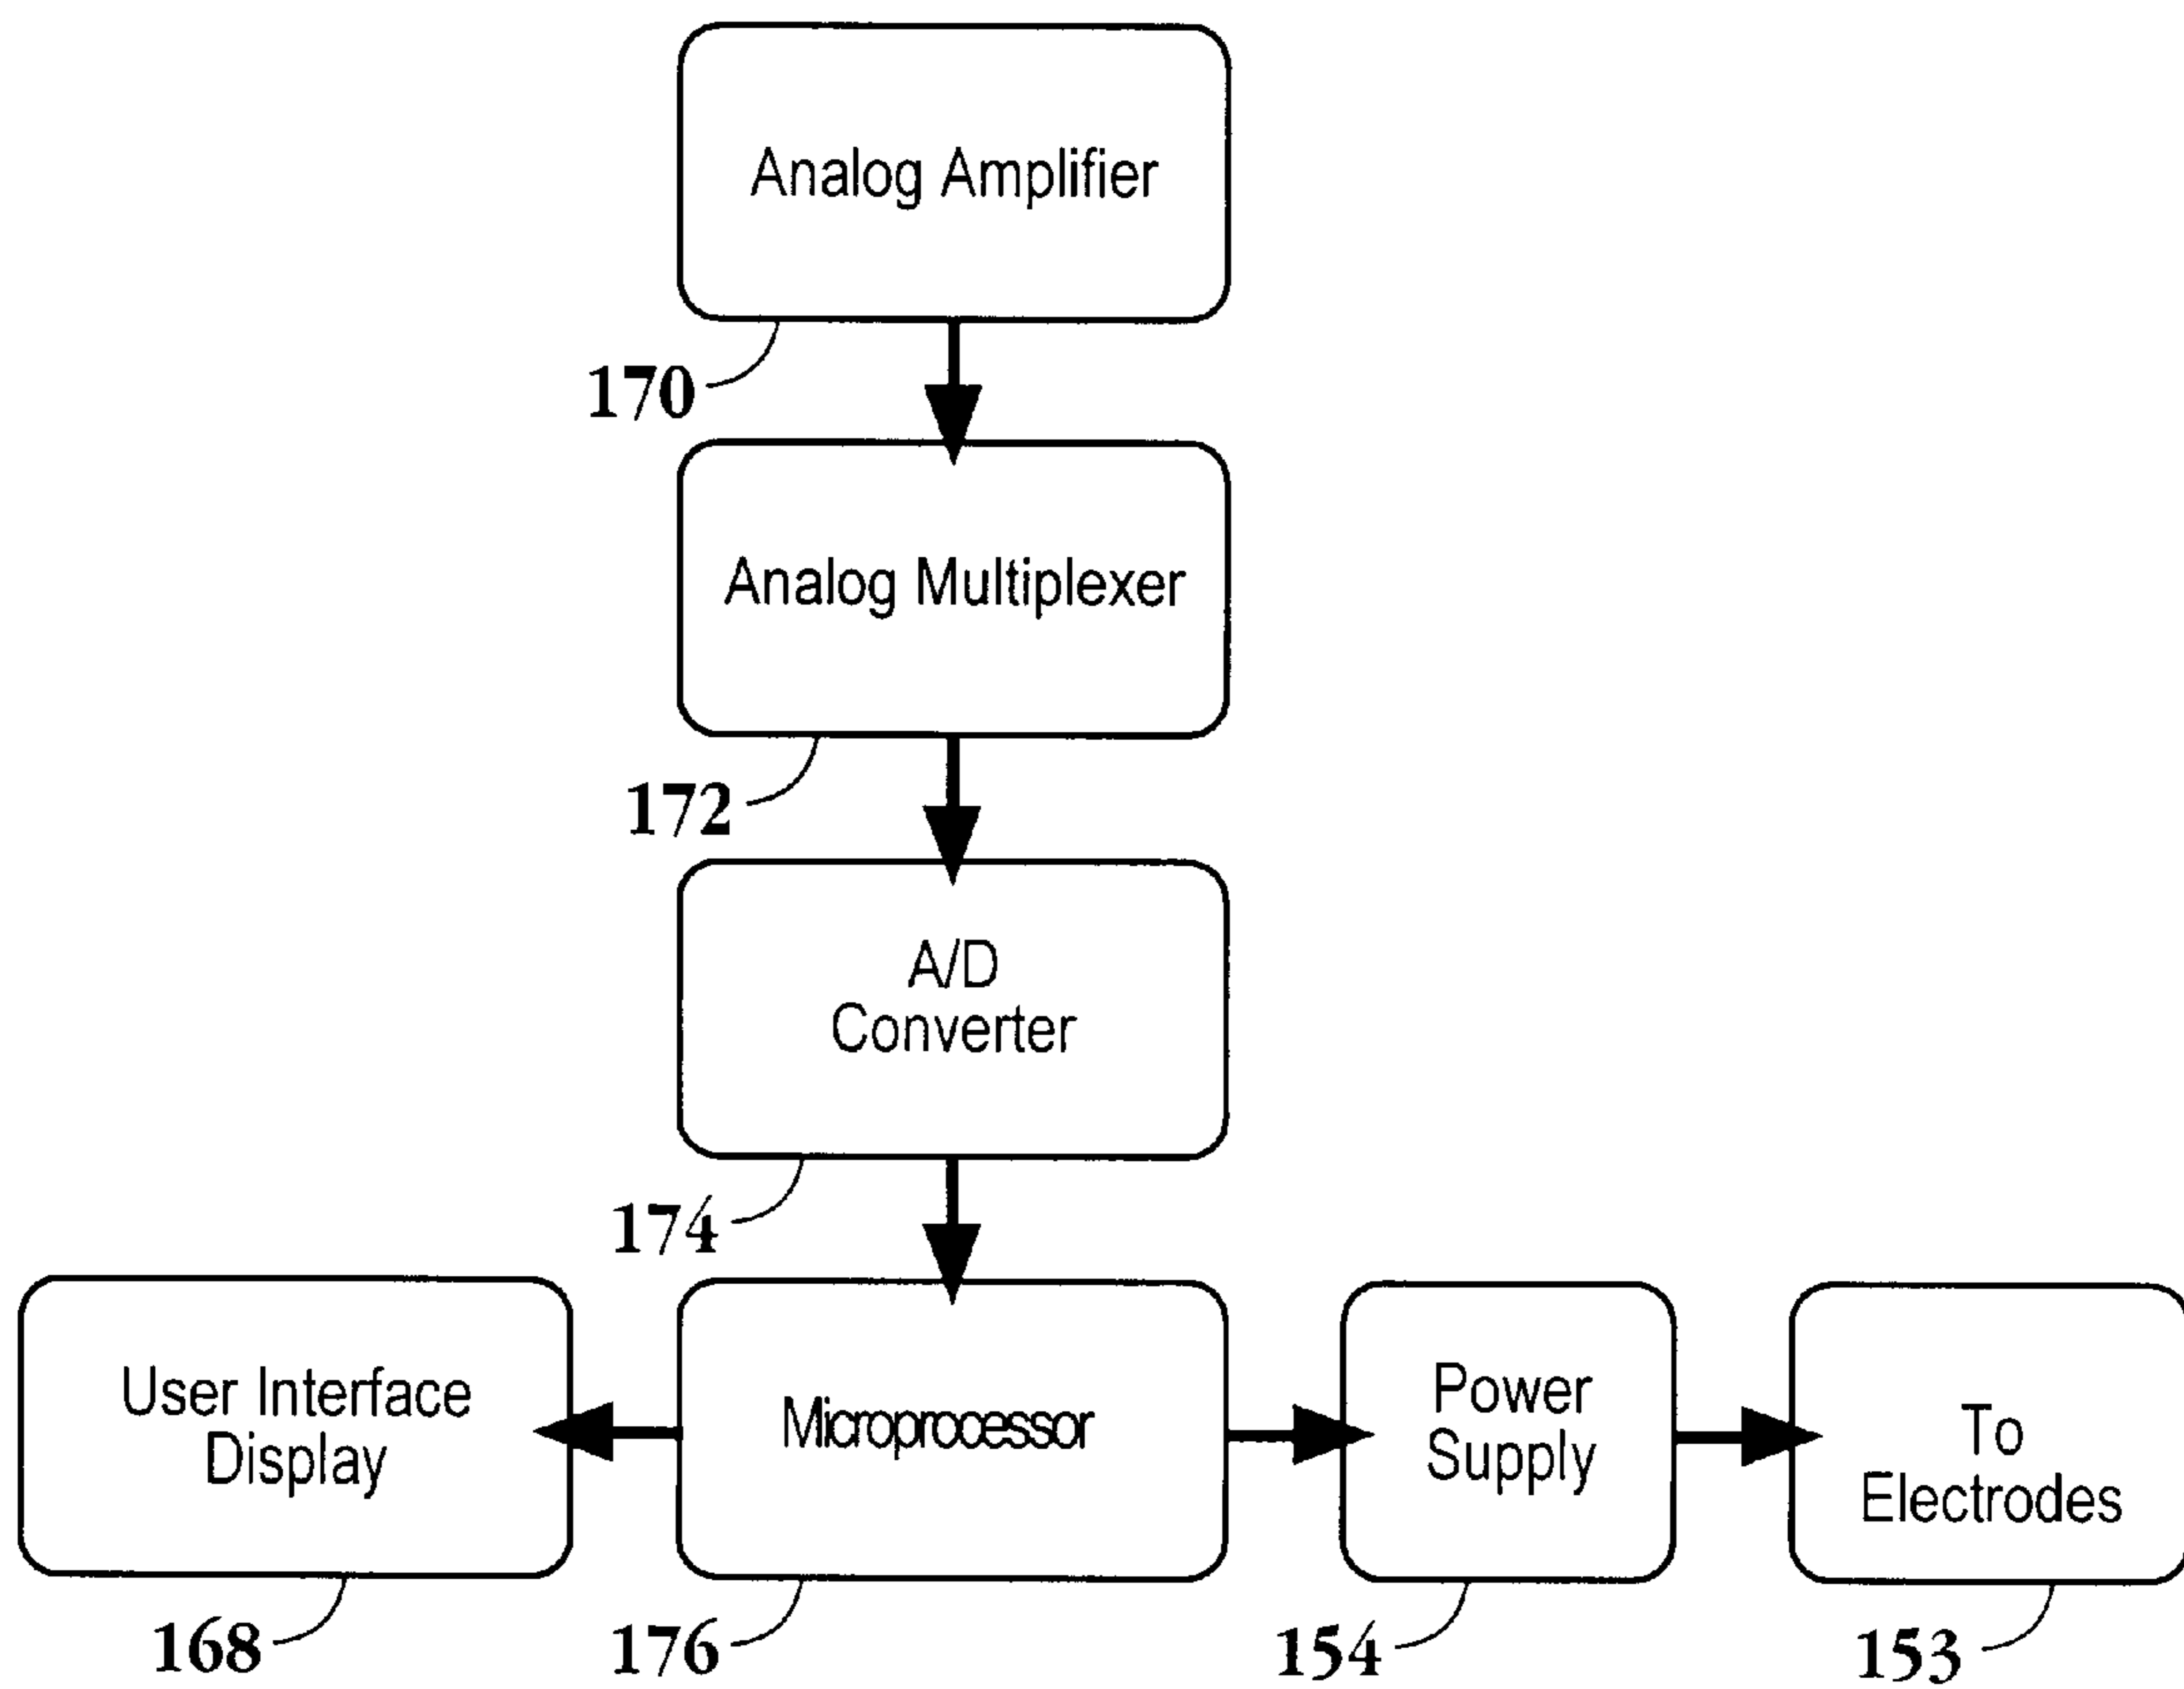 Analog Amplifier
170
Analog Multiplexer
172
A/D
Converter
174
User Interface
Display
168
Microprocessor
176
Power
Supply
154
To
Electrodes
153